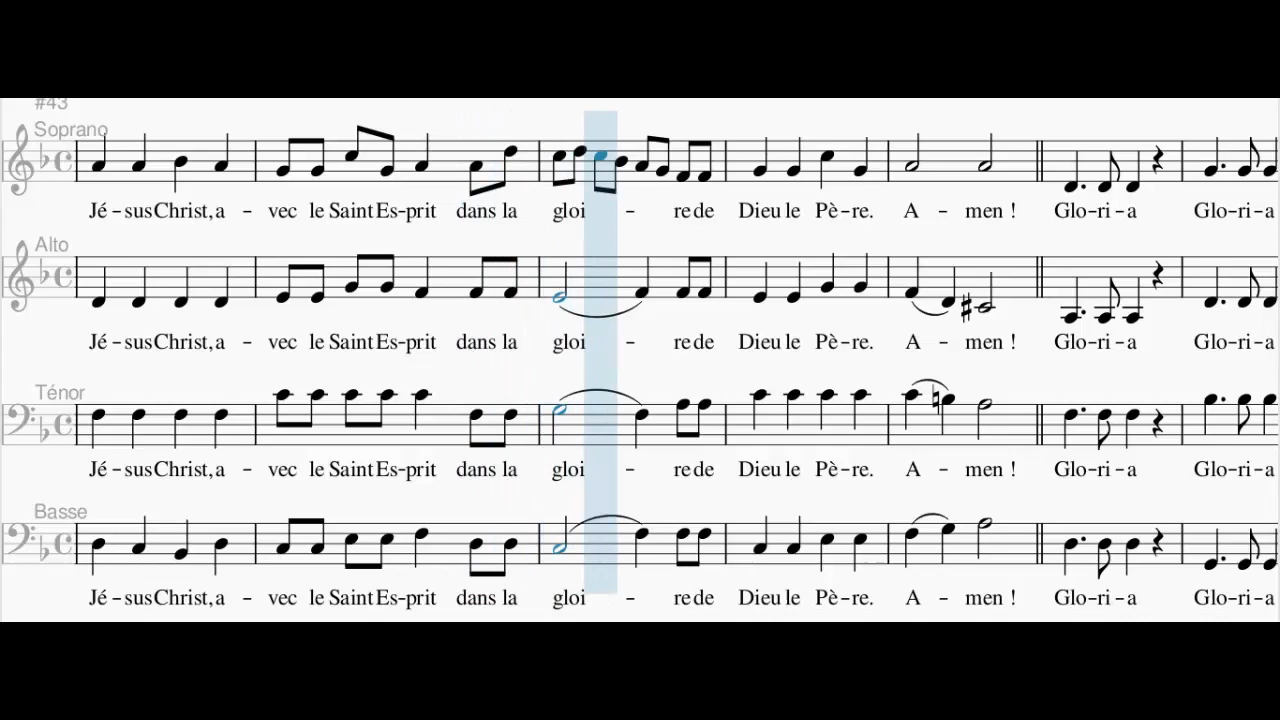 #43
Soprano
Jé – sus Christ, a – vec le Saint Es – prit dans la gloi – re de Dieu le Pè – re. A – men ! Glo – ri – a Glo – ri – a
Alto
Jé – sus Christ, a – vec le Saint Es – prit dans la gloi – re de Dieu le Pè – re. A – men ! Glo – ri – a Glo – ri – a
Ténor
Jé – sus Christ, a – vec le Saint Es – prit dans la gloi – re de Dieu le Pè – re. A – men ! Glo – ri – a Glo – ri – a
Basse
Jé – sus Christ, a – vec le Saint Es – prit dans la gloi – re de Dieu le Pè – re. A – men ! Glo – ri – a Glo – ri – a